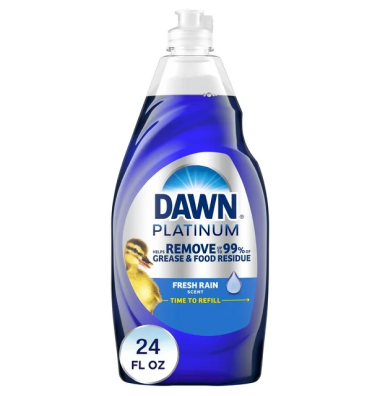 DAWN®
PLATINUM
HELPS REMOVE UP TO 99% OF
GREASE & FOOD RESIDUE
FRESH RAIN
SCENT
TIME TO REFILL
24
FL OZ